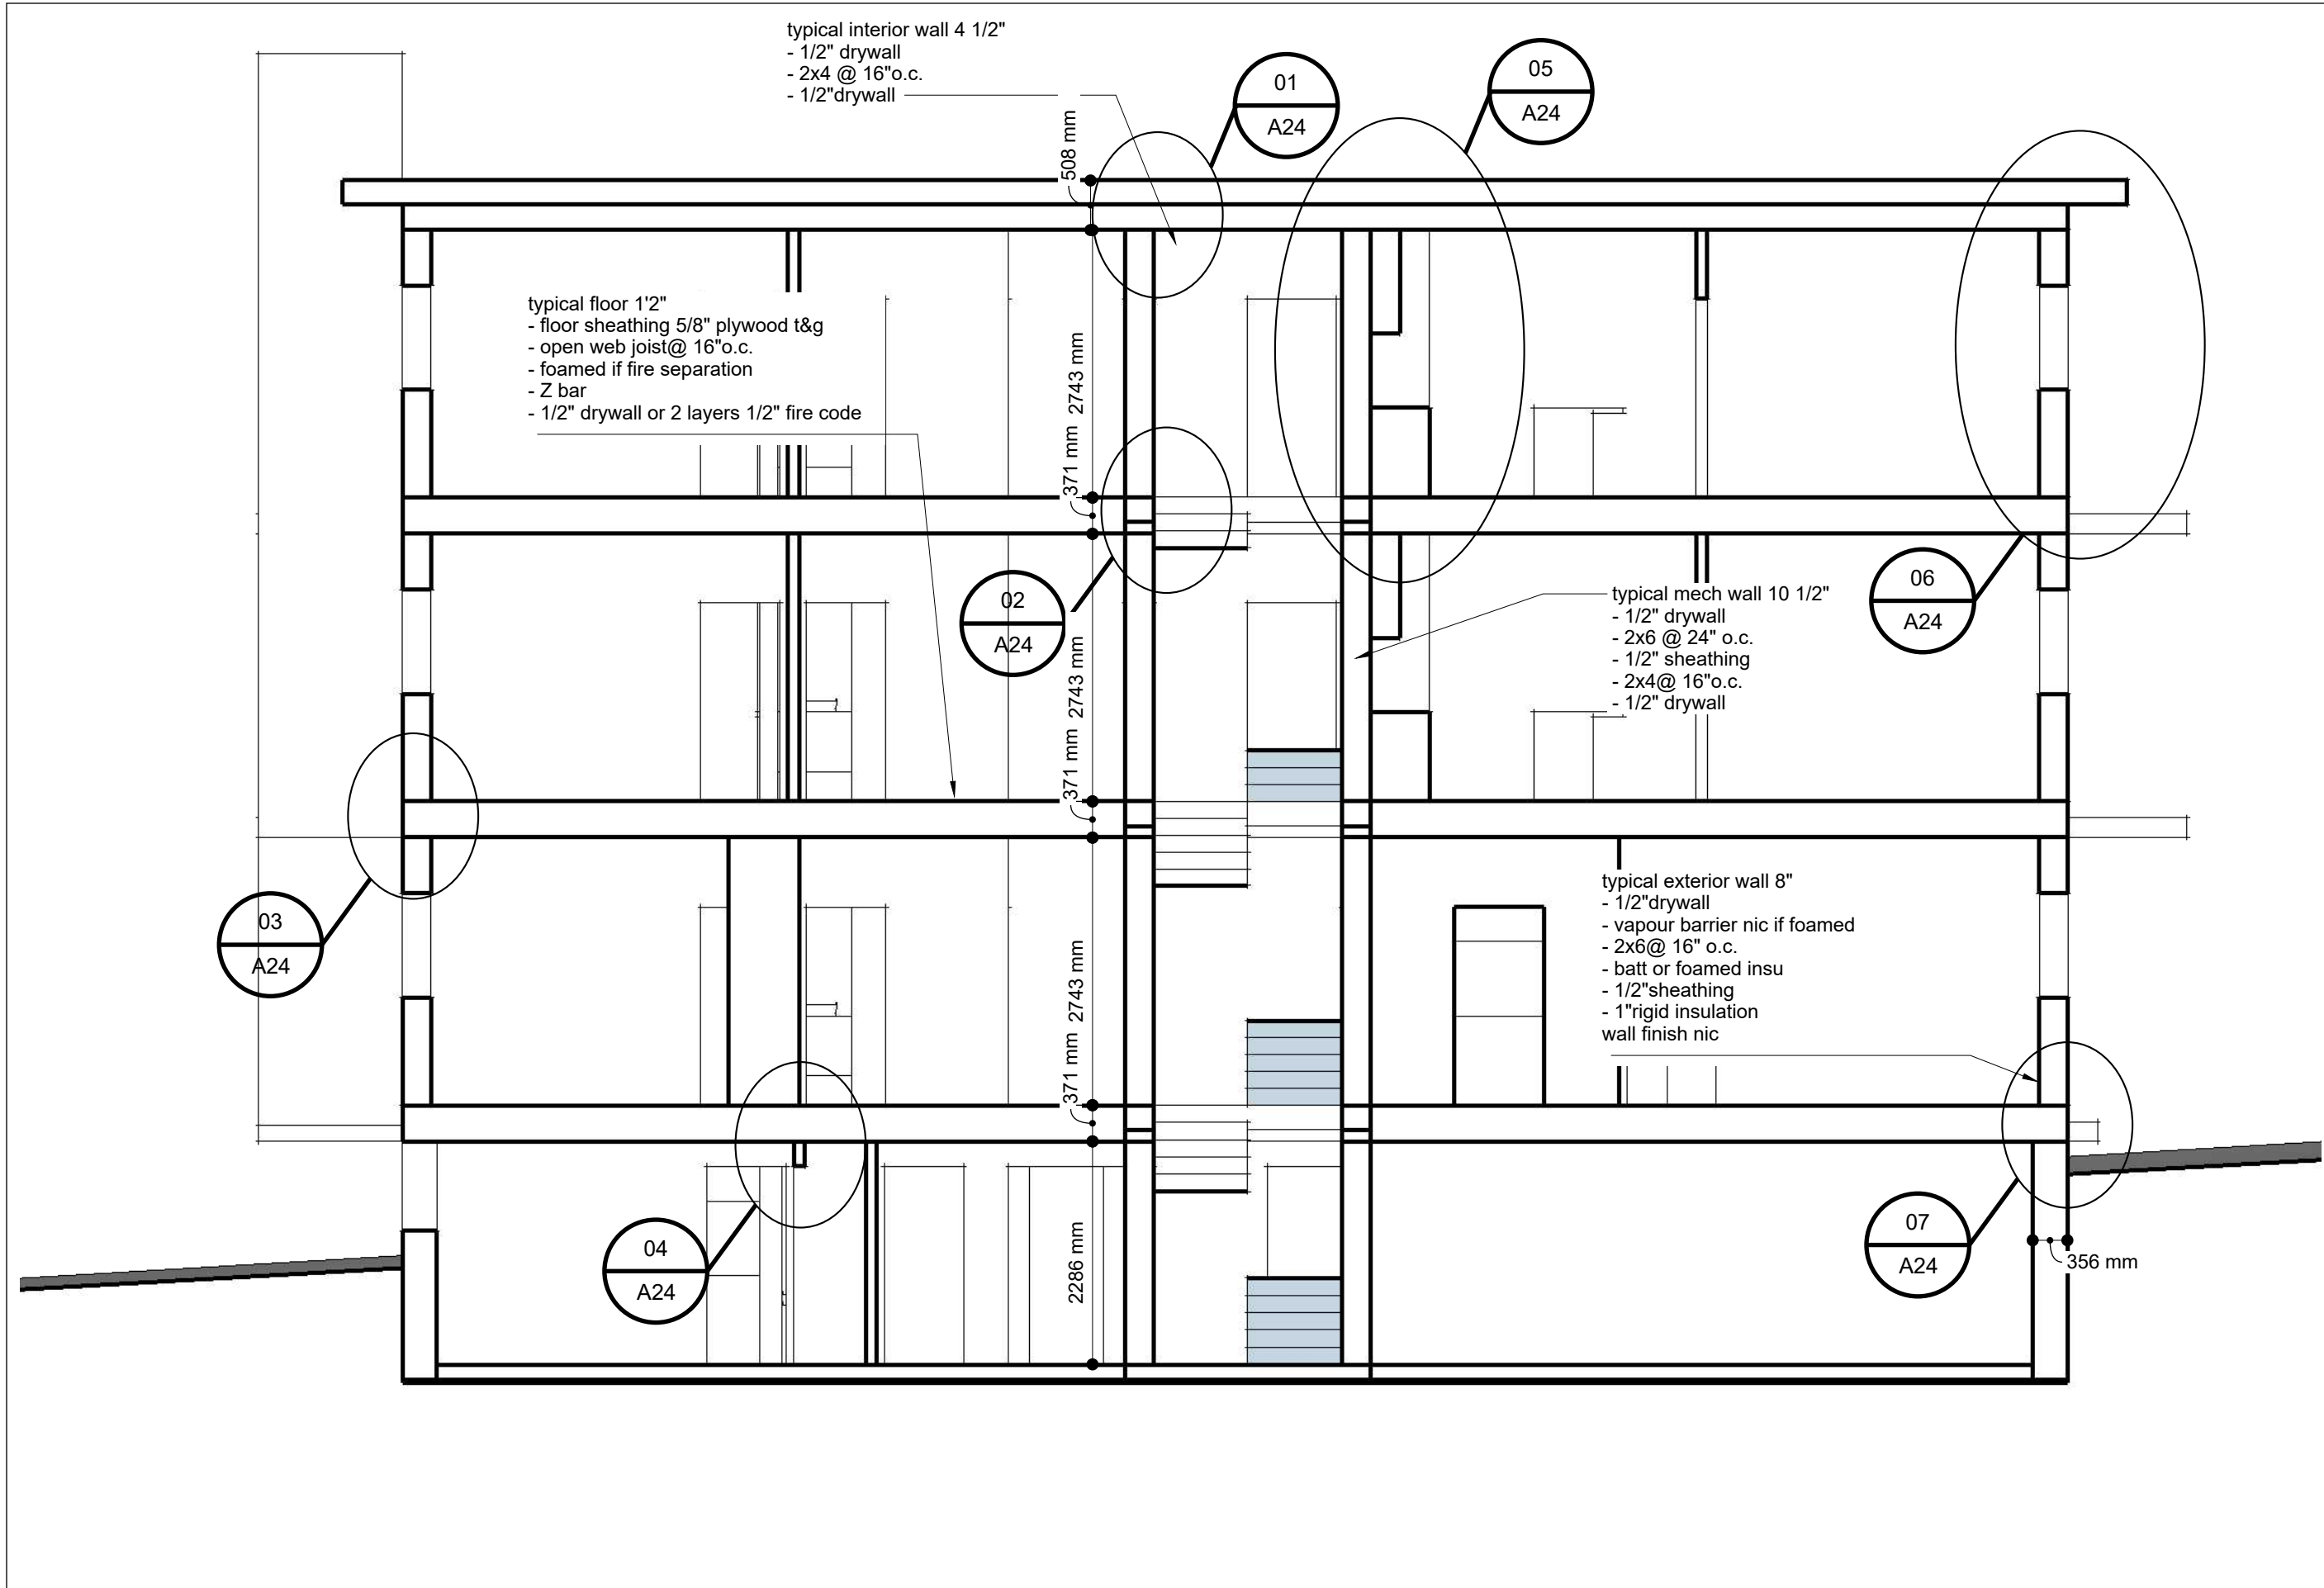 typical interior wall 4 1/2"
- 1/2" drywall
- 2x4 @ 16"o.c.
- 1/2"drywall
01
A24
05
A24
508 mm
typical floor 1'2"
- floor sheathing 5/8" plywood t&g
- open web joist@ 16"o.c.
- foamed if fire separation
- Z bar
- 1/2" drywall or 2 layers 1/2" fire code
2743 mm
371 mm
02
A24
06
A24
typical mech wall 10 1/2"
- 1/2" drywall
- 2x6 @ 24" o.c.
- 1/2" sheathing
- 2x4@ 16"o.c.
- 1/2" drywall
2743 mm
371 mm
03
A24
typical exterior wall 8"
- 1/2"drywall
- vapour barrier nic if foamed
- 2x6@ 16" o.c.
- batt or foamed insu
- 1/2"sheathing
- 1"rigid insulation
wall finish nic
2743 mm
371 mm
04
A24
2286 mm
07
A24
356 mm